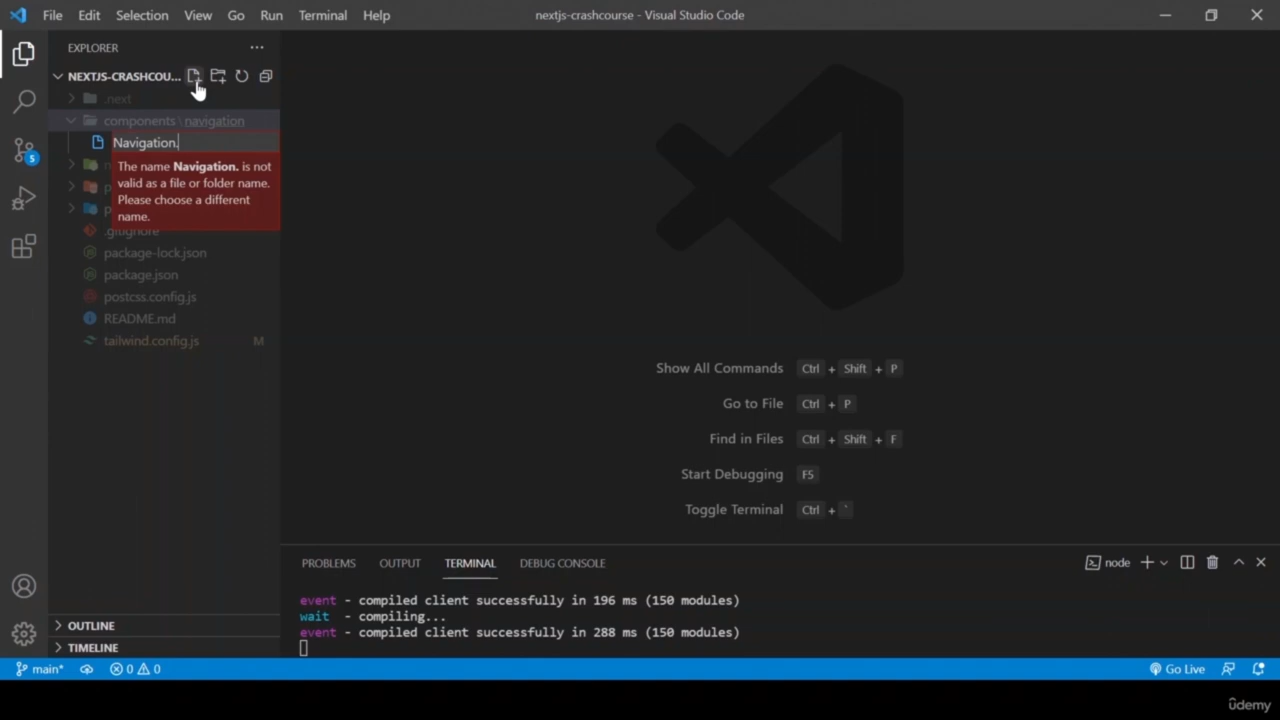 File Edit Selection View Go Run Terminal Help
nextjs-crashcourse - Visual Studio Code
EXPLORER
NEXTJS-CRASHCOU...
.next
components \ navigation
Navigation.
The name Navigation. is not
valid as a file or folder name.
Please choose a different
name.
.gitignore
package-lock.json
package.json
postcss.config.js
README.md
tailwind.config.js M
OUTLINE
TIMELINE
5
Show All Commands Ctrl + Shift + P
Go to File Ctrl + P
Find in Files Ctrl + Shift + F
Start Debugging F5
Toggle Terminal Ctrl + `
PROBLEMS OUTPUT TERMINAL DEBUG CONSOLE
node
event - compiled client successfully in 196 ms (150 modules)
wait - compiling...
event - compiled client successfully in 288 ms (150 modules)
main* 0 0
Go Live
ûdemy